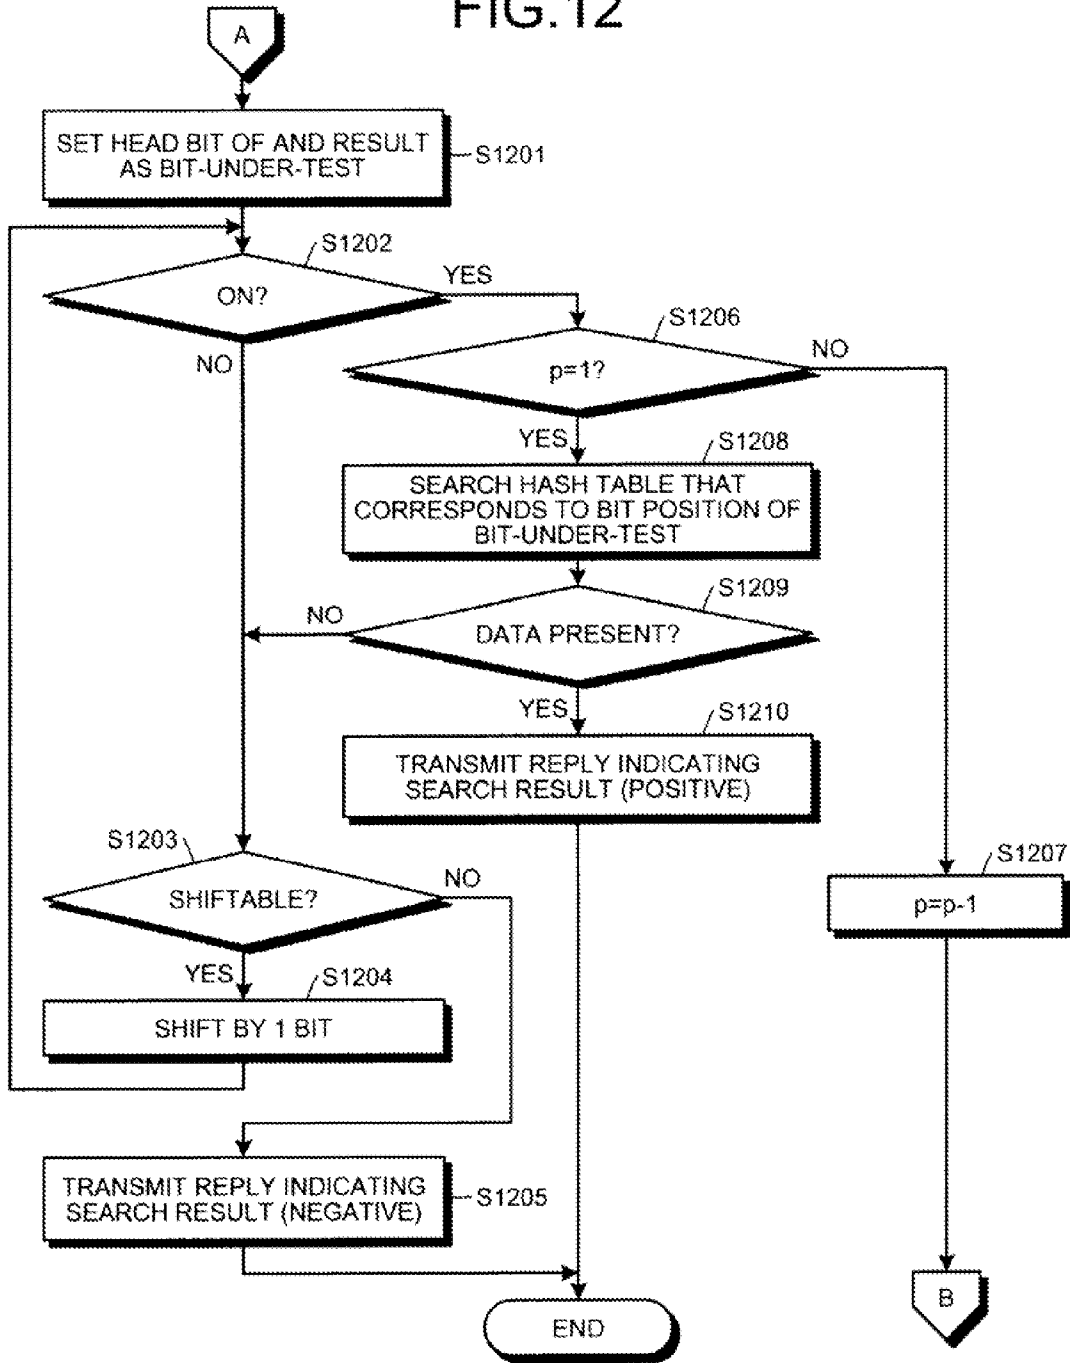 FIG.12
A
SET HEAD BIT OF AND RESULT
AS BIT-UNDER-TEST
S1201
S1202
ON?
YES
NO
S1206
p=1?
NO
YES
S1208
SEARCH HASH TABLE THAT
CORRESPONDS TO BIT POSITION OF
BIT-UNDER-TEST
S1209
DATA PRESENT?
NO
YES
S1210
TRANSMIT REPLY INDICATING
SEARCH RESULT (POSITIVE)
S1203
SHIFTABLE?
NO
YES
S1207
p=p-1
S1204
SHIFT BY 1 BIT
TRANSMIT REPLY INDICATING
SEARCH RESULT (NEGATIVE)
S1205
B
END